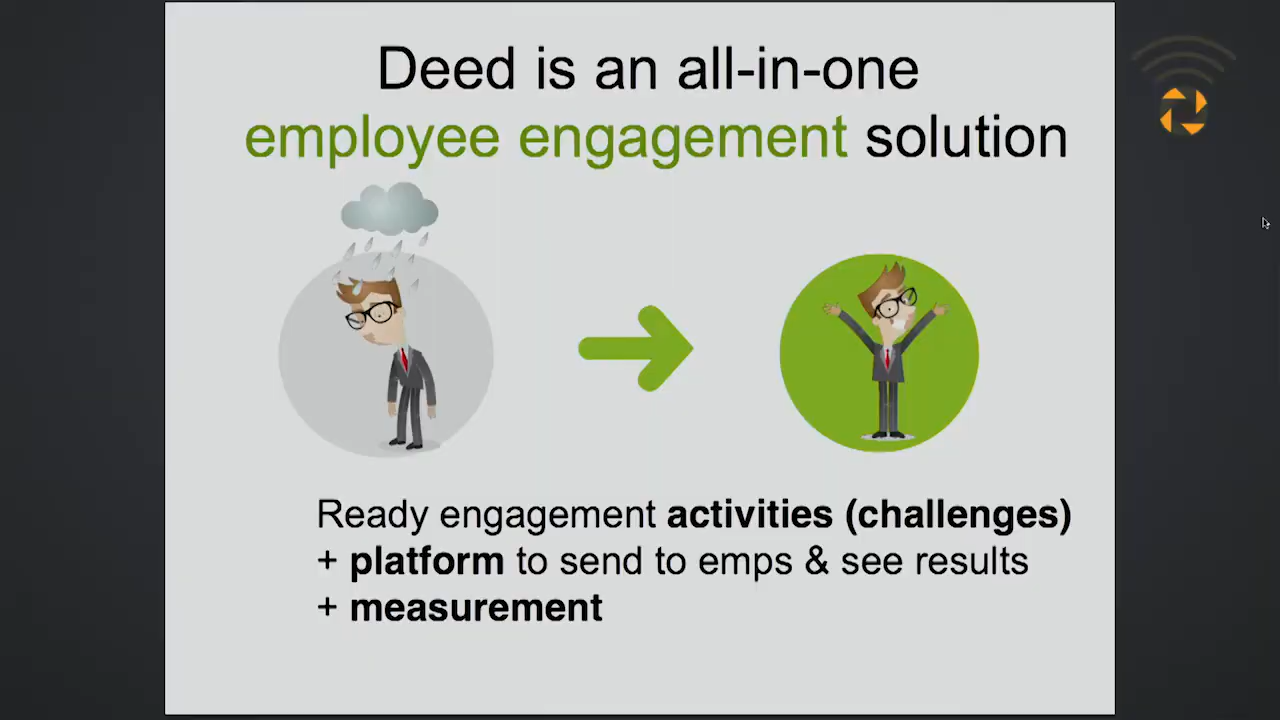 Deed is an all-in-one
employee engagement solution
Ready engagement activities (challenges)
+ platform to send to emps & see results
+ measurement